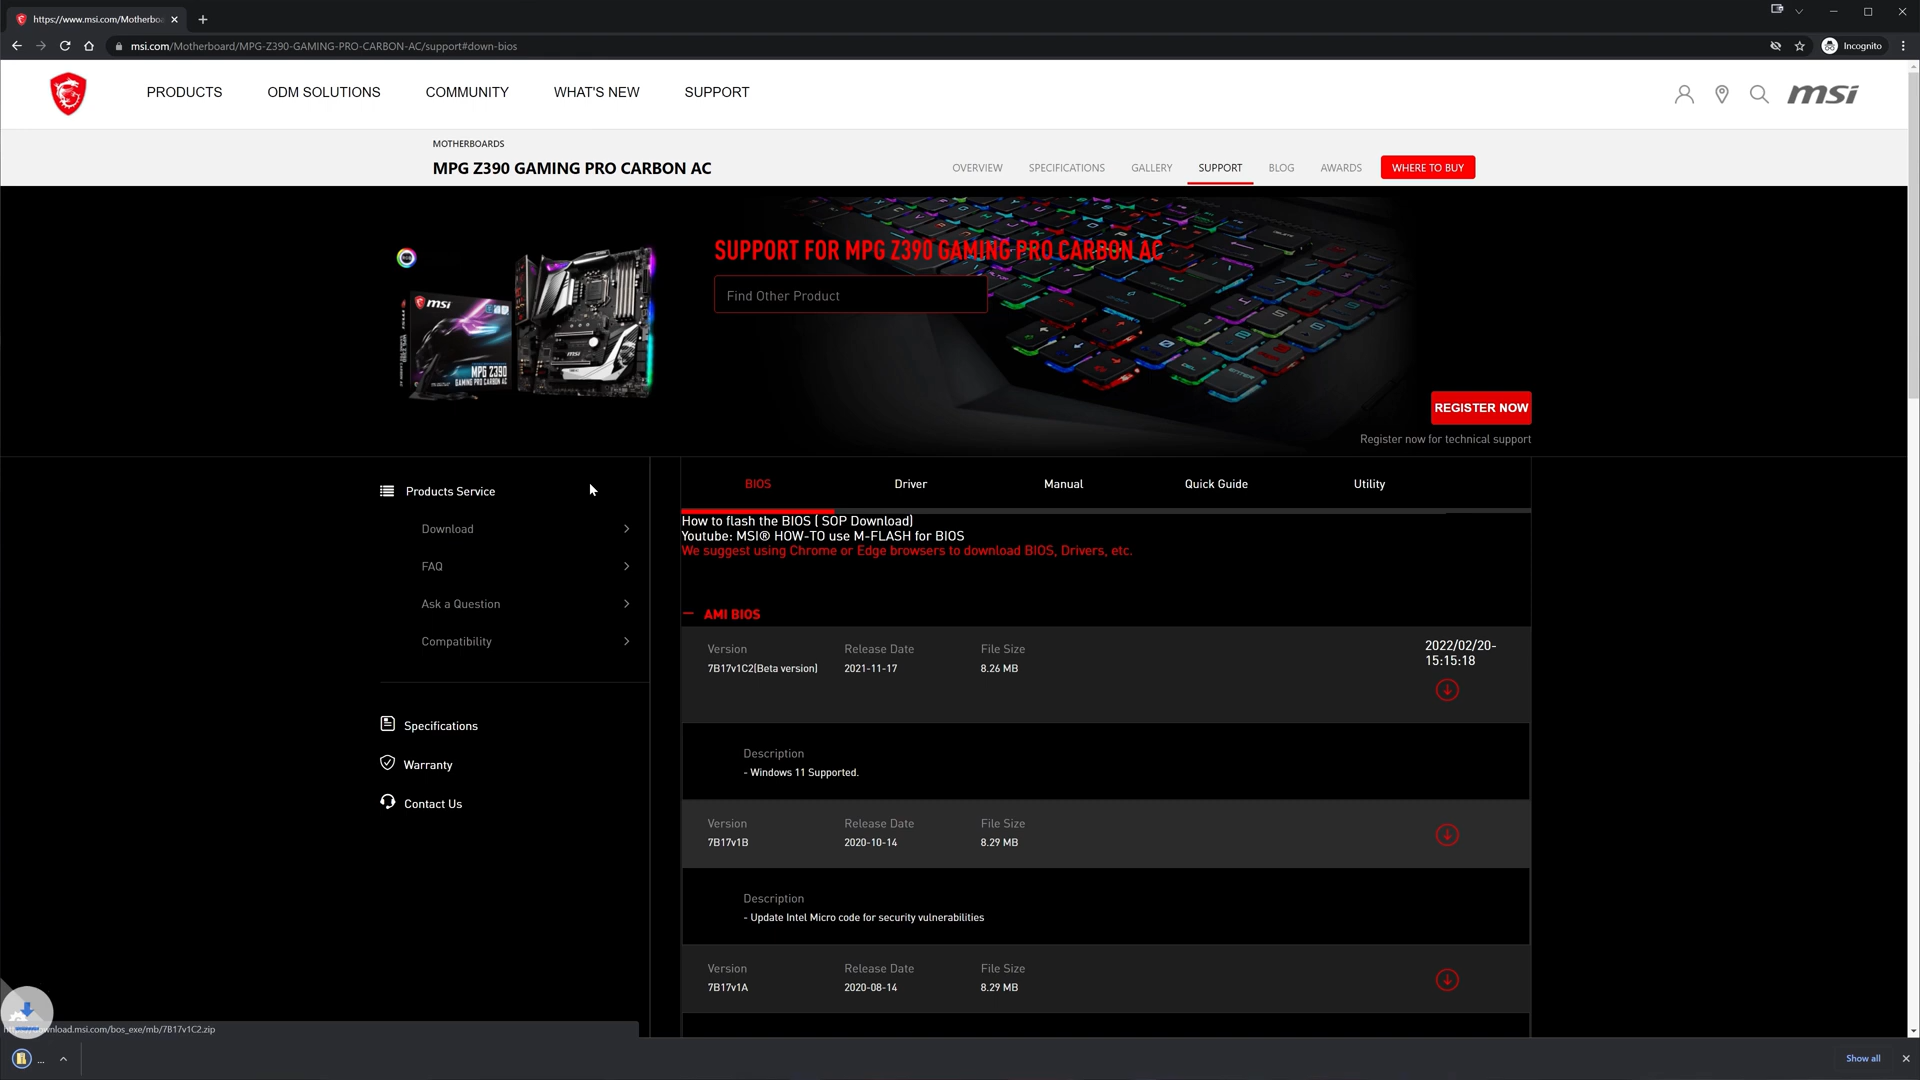 https://www.msi.com/Motherboa
msi.com/Motherboard/MPG-Z390-GAMING-PRO-CARBON-AC/support#down-bios
Incognito
PRODUCTS
ODM SOLUTIONS
COMMUNITY
WHAT'S NEW
SUPPORT
msi
MOTHERBOARDS
MPG Z390 GAMING PRO CARBON AC
OVERVIEW
SPECIFICATIONS
GALLERY
SUPPORT
BLOG
AWARDS
WHERE TO BUY
SUPPORT FOR MPG Z390 GAMING PRO CARBON AC
Find Other Product
msi
MPG Z390
GAMING PRO CARBON AC
REGISTER NOW
Register now for technical support
Products Service
Download
FAQ
Ask a Question
Compatibility
Specifications
Warranty
Contact Us
BIOS
Driver
Manual
Quick Guide
Utility
How to flash the BIOS ( SOP Download)
Youtube: MSI® HOW-TO use M-FLASH for BIOS
We suggest using Chrome or Edge browsers to download BIOS, Drivers, etc.
AMI BIOS
Version
7B17v1C2(Beta version)
Release Date
2021-11-17
File Size
8.26 MB
2022/02/20-
15:15:18
Description
- Windows 11 Supported.
Version
7B17v1B
Release Date
2020-10-14
File Size
8.29 MB
Description
- Update Intel Micro code for security vulnerabilities
Version
7B17v1A
Release Date
2020-08-14
File Size
8.29 MB
wnload.msi.com/bos_exe/mb/7B17v1C2.zip
...
Show all